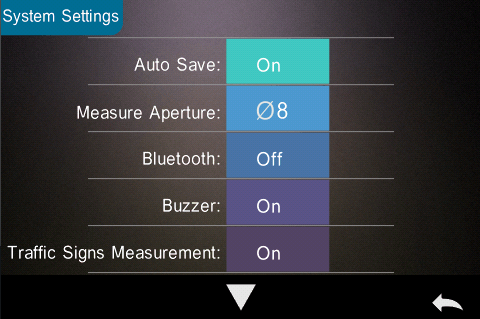 System Settings
Auto Save: On
Measure Aperture: Ø8
Bluetooth: Off
Buzzer: On
Traffic Signs Measurement: On